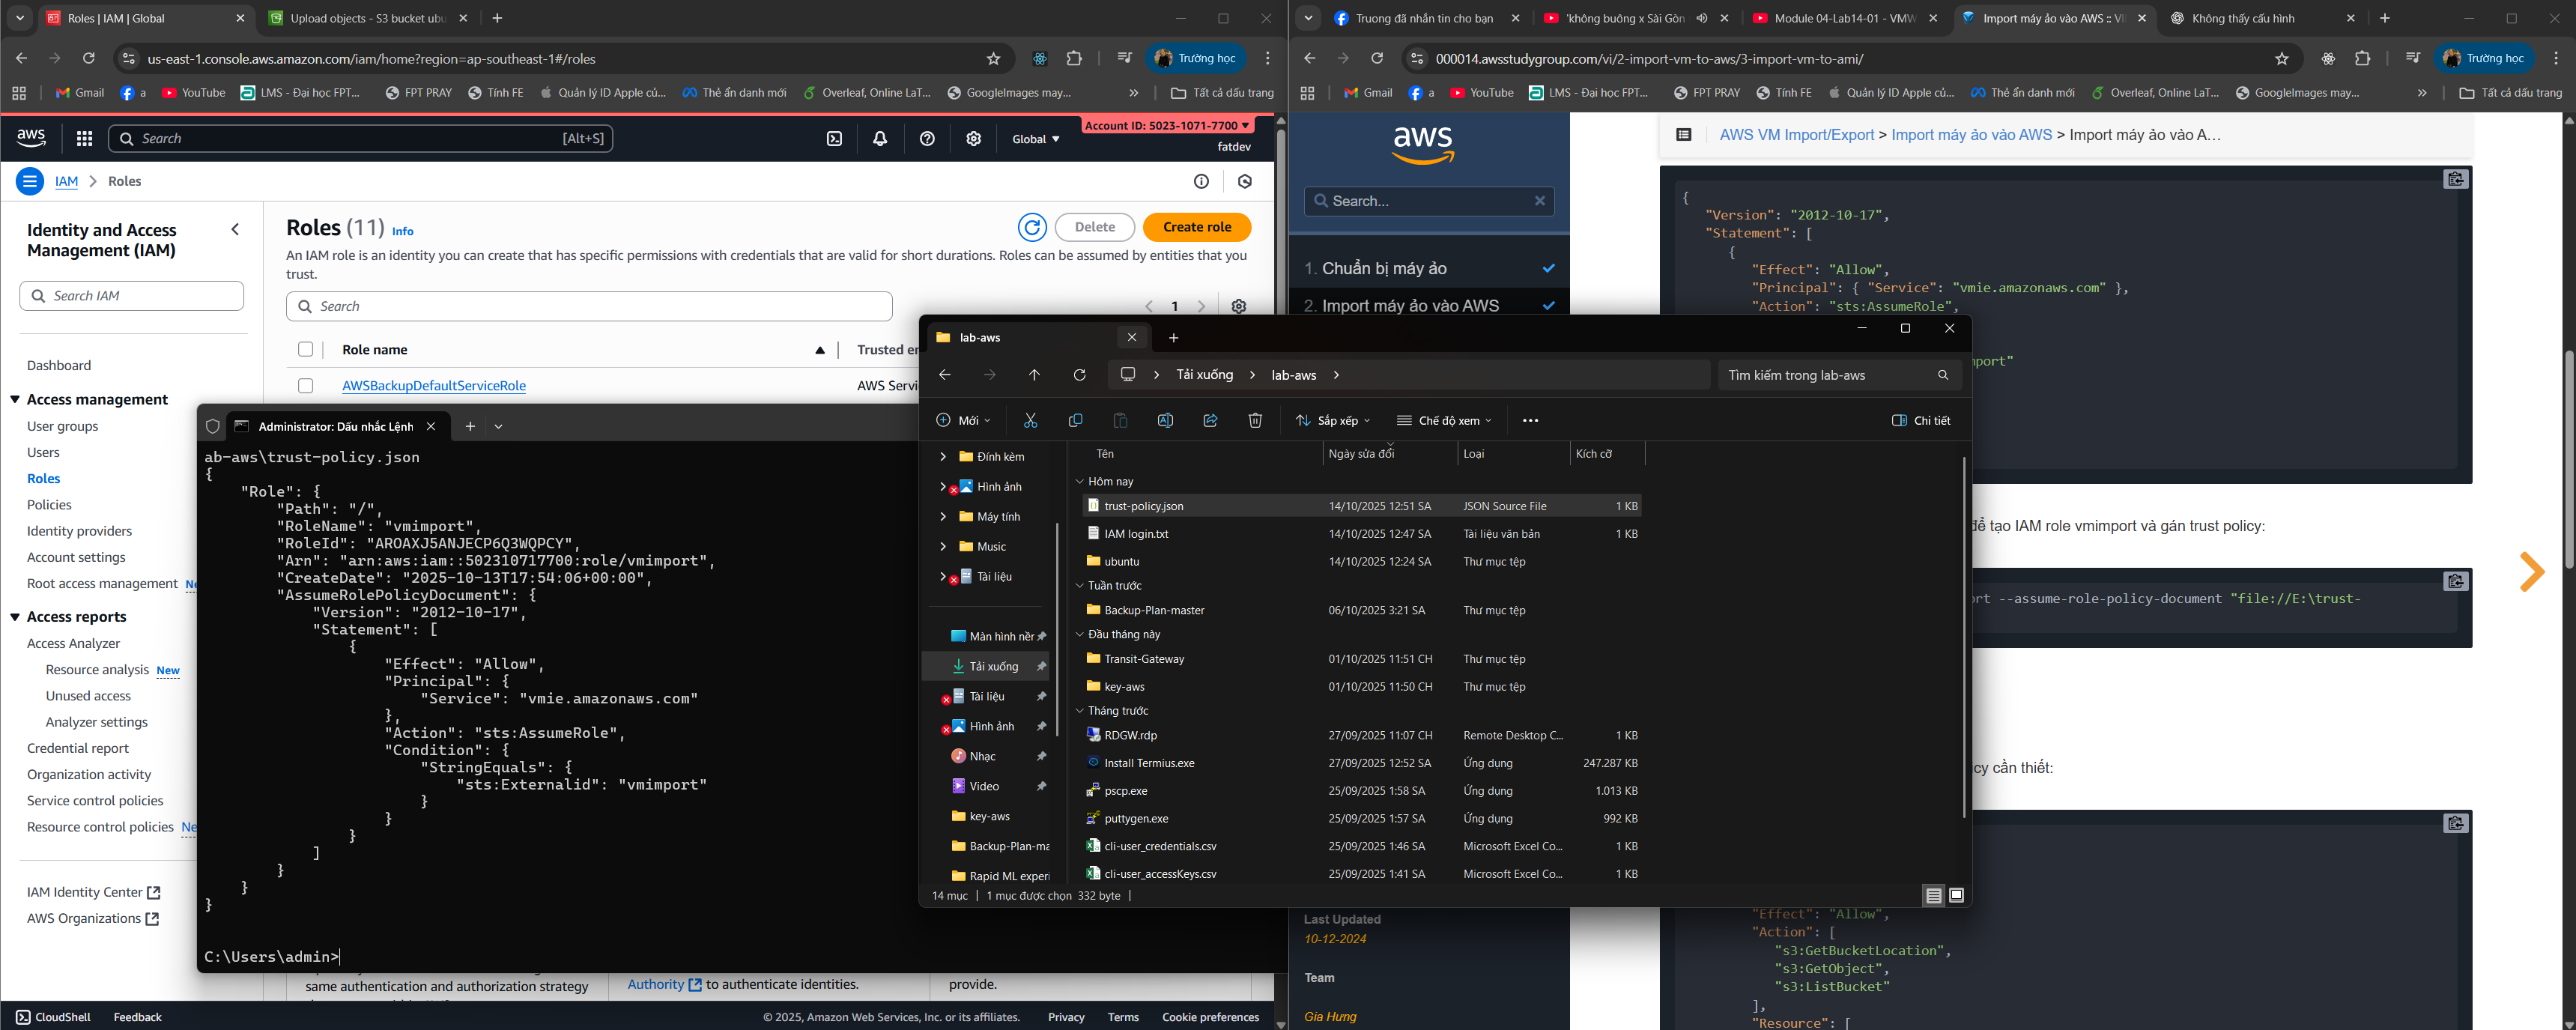 Roles | IAM | Global
Upload objects - S3 bucket ubu
us-east-1.console.aws.amazon.com/iam/home?region=ap-southeast-1#/roles
Trường học
Gmail
a
YouTube
LMS - Đại học FPT...
FPT PRAY
Tính FE
Quản lý ID Apple củ...
Thẻ ẩn danh mới
Overleaf, Online LaT...
GoogleImages may...
»
Tất cả dấu trang
aws
Search
[Alt+S]
Global
Account ID: 5023-1071-7700
fatdev
IAM
Roles
Identity and Access
Management (IAM)
Search IAM
Dashboard
Access management
User groups
Users
Roles
Policies
Identity providers
Account settings
Root access management Ne
Access reports
Access Analyzer
Resource analysis New
Unused access
Analyzer settings
Credential report
Organization activity
Service control policies
Resource control policies Ne
IAM Identity Center
AWS Organizations
Roles (11) Info
Delete
Create role
An IAM role is an identity you can create that has specific permissions with credentials that are valid for short durations. Roles can be assumed by entities that you
trust.
Search
1
Role name
Trusted en
AWSBackupDefaultServiceRole
AWS Servi
same authentication and authorization strategy
Authority to authenticate identities.
provide.
CloudShell
Feedback
© 2025, Amazon Web Services, Inc. or its affiliates.
Privacy
Terms
Cookie preferences
Administrator: Dấu nhắc Lệnh
ab-aws\trust-policy.json
{
"Role": {
"Path": "/",
"RoleName": "vmimport",
"RoleId": "AROAXJ5ANJECP6Q3WQPCY",
"Arn": "arn:aws:iam::502310717700:role/vmimport",
"CreateDate": "2025-10-13T17:54:06+00:00",
"AssumeRolePolicyDocument": {
"Version": "2012-10-17",
"Statement": [
{
"Effect": "Allow",
"Principal": {
"Service": "vmie.amazonaws.com"
},
"Action": "sts:AssumeRole",
"Condition": {
"StringEquals": {
"sts:Externalid": "vmimport"
}
}
}
]
}
}
}
C:\Users\admin>
lab-aws
Tải xuống
lab-aws
Tìm kiếm trong lab-aws
Mới
Sắp xếp
Chế độ xem
Chi tiết
Đính kèm
Hình ảnh
Máy tính
Music
Tài liệu
Màn hình nền
Tải xuống
Tài liệu
Hình ảnh
Nhạc
Video
key-aws
Backup-Plan-ma
Rapid ML experi
Tên
Ngày sửa đổi
Loại
Kích cỡ
Hôm nay
trust-policy.json 14/10/2025 12:51 SA JSON Source File 1 KB
IAM login.txt 14/10/2025 12:47 SA Tài liệu văn bản 1 KB
ubuntu 14/10/2025 12:24 SA Thư mục tệp
Tuần trước
Backup-Plan-master 06/10/2025 3:21 SA Thư mục tệp
Đầu tháng này
Transit-Gateway 01/10/2025 11:51 CH Thư mục tệp
key-aws 01/10/2025 11:50 CH Thư mục tệp
Tháng trước
RDGW.rdp 27/09/2025 11:07 CH Remote Desktop C... 1 KB
Install Termius.exe 27/09/2025 12:52 SA Ứng dụng 247.287 KB
pscp.exe 25/09/2025 1:58 SA Ứng dụng 1.013 KB
puttygen.exe 25/09/2025 1:57 SA Ứng dụng 992 KB
cli-user_credentials.csv 25/09/2025 1:46 SA Microsoft Excel Co... 1 KB
cli-user_accessKeys.csv 25/09/2025 1:41 SA Microsoft Excel Co... 1 KB
14 mục
1 mục được chọn 332 byte
Truong đã nhắn tin cho bạn
'không buông x Sài Gòn
Module 04-Lab14-01 - VMW
Import máy ảo vào AWS :: VI
Không thấy cấu hình
000014.awsstudygroup.com/vi/2-import-vm-to-aws/3-import-vm-to-ami/
Trường học
Gmail
a
YouTube
LMS - Đại học FPT...
FPT PRAY
Tính FE
Quản lý ID Apple củ...
Thẻ ẩn danh mới
Overleaf, Online LaT...
GoogleImages may...
»
Tất cả dấu trang
aws
Search...
1. Chuẩn bị máy ảo
2. Import máy ảo vào AWS
Last Updated
10-12-2024
Team
Gia Hưng
AWS VM Import/Export > Import máy ảo vào AWS > Import máy ảo vào A...
{
"Version": "2012-10-17",
"Statement": [
{
"Effect": "Allow",
"Principal": { "Service": "vmie.amazonaws.com" },
"Action": "sts:AssumeRole",
mport"
để tạo IAM role vmimport và gán trust policy:
rt --assume-role-policy-document "file://E:\trust-
icy cần thiết:
"Effect": "Allow",
"Action": [
"s3:GetBucketLocation",
"s3:GetObject",
"s3:ListBucket"
],
"Resource": [